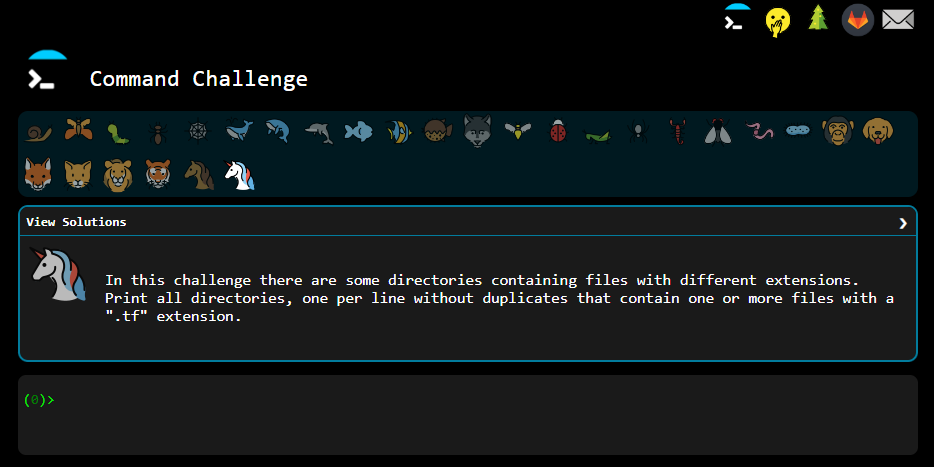 Command Challenge
View Solutions
In this challenge there are some directories containing files with different extensions.
Print all directories, one per line without duplicates that contain one or more files with a
".tf" extension.
(0)>